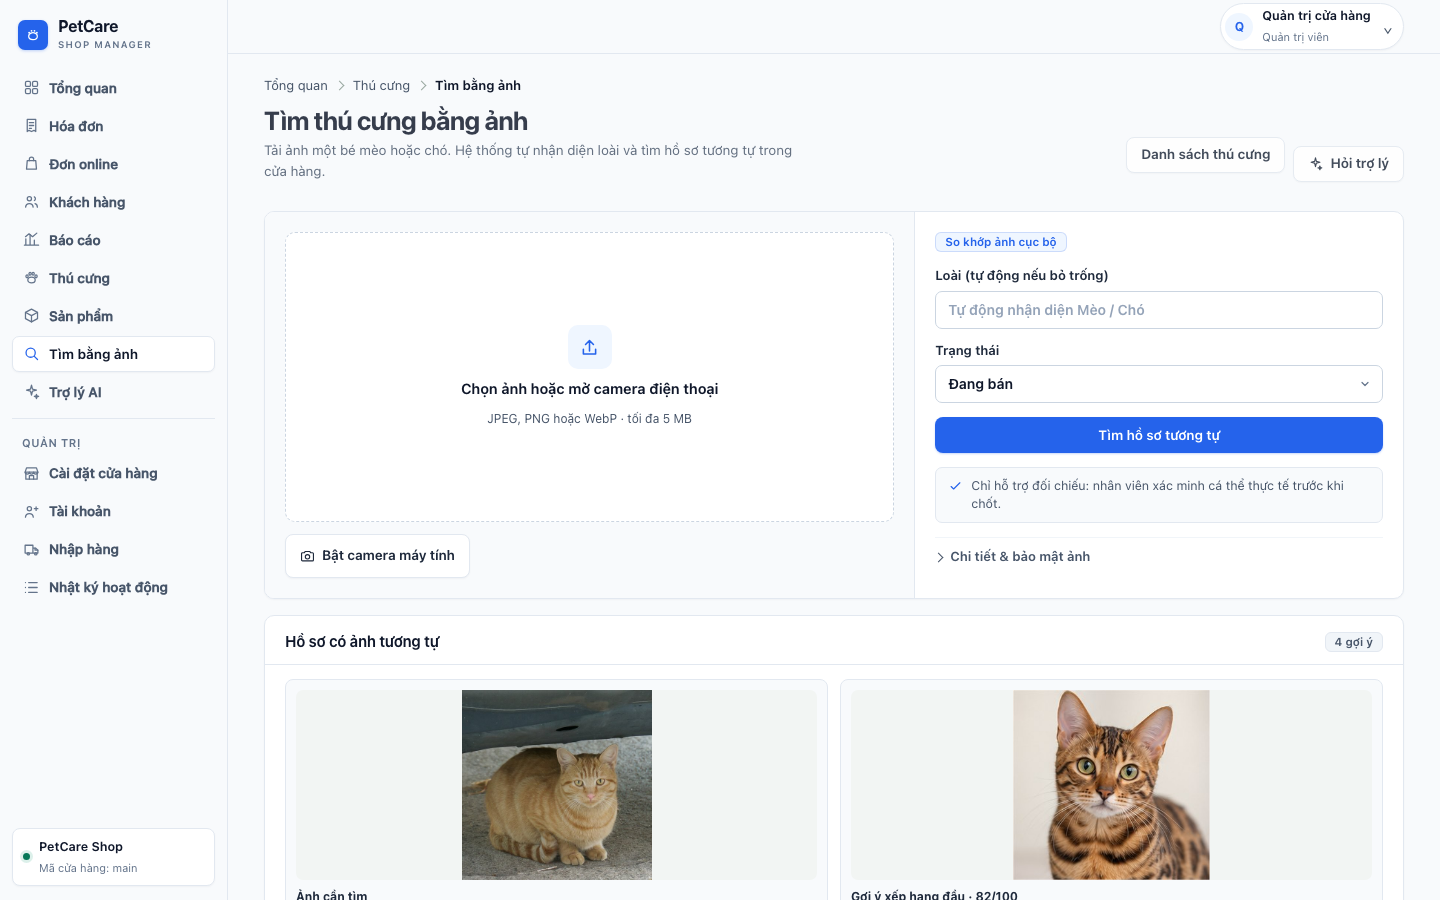 PetCare
SHOP MANAGER
Tổng quan
Hóa đơn
Đơn online
Khách hàng
Báo cáo
Thú cưng
Sản phẩm
Tìm bằng ảnh
Trợ lý AI
QUẢN TRỊ
Cài đặt cửa hàng
Tài khoản
Nhập hàng
Nhật ký hoạt động
PetCare Shop
Mã cửa hàng: main
Q
Quản trị cửa hàng
Quản trị viên
Tổng quan
Thú cưng
Tìm bằng ảnh
Tìm thú cưng bằng ảnh
Tải ảnh một bé mèo hoặc chó. Hệ thống tự nhận diện loài và tìm hồ sơ tương tự trong
cửa hàng.
Danh sách thú cưng
Hỏi trợ lý
Chọn ảnh hoặc mở camera điện thoại
JPEG, PNG hoặc WebP · tối đa 5 MB
Bật camera máy tính
So khớp ảnh cục bộ
Loài (tự động nếu bỏ trống)
Tự động nhận diện Mèo / Chó
Trạng thái
Đang bán
Tìm hồ sơ tương tự
Chỉ hỗ trợ đối chiếu: nhân viên xác minh cá thể thực tế trước khi
chốt.
Chi tiết & bảo mật ảnh
Hồ sơ có ảnh tương tự
4 gợi ý
Ảnh cần tìm
Gợi ý xếp hạng đầu · 82/100